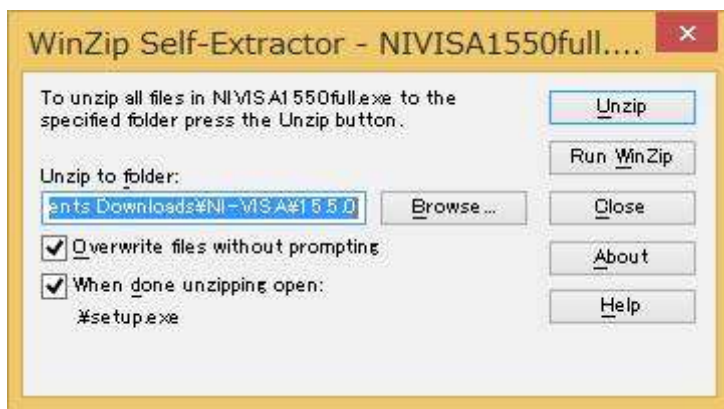 WinZip Self-Extractor - NIVISA1550full....
To unzip all files in NIVISA1550full.exe to the
specified folder press the Unzip button.
Unzip to folder:
ents Downloads¥NI-VISA¥15.5.0
Browse...
Overwrite files without prompting
When done unzipping open:
¥setup.exe
Unzip
Run WinZip
Close
About
Help